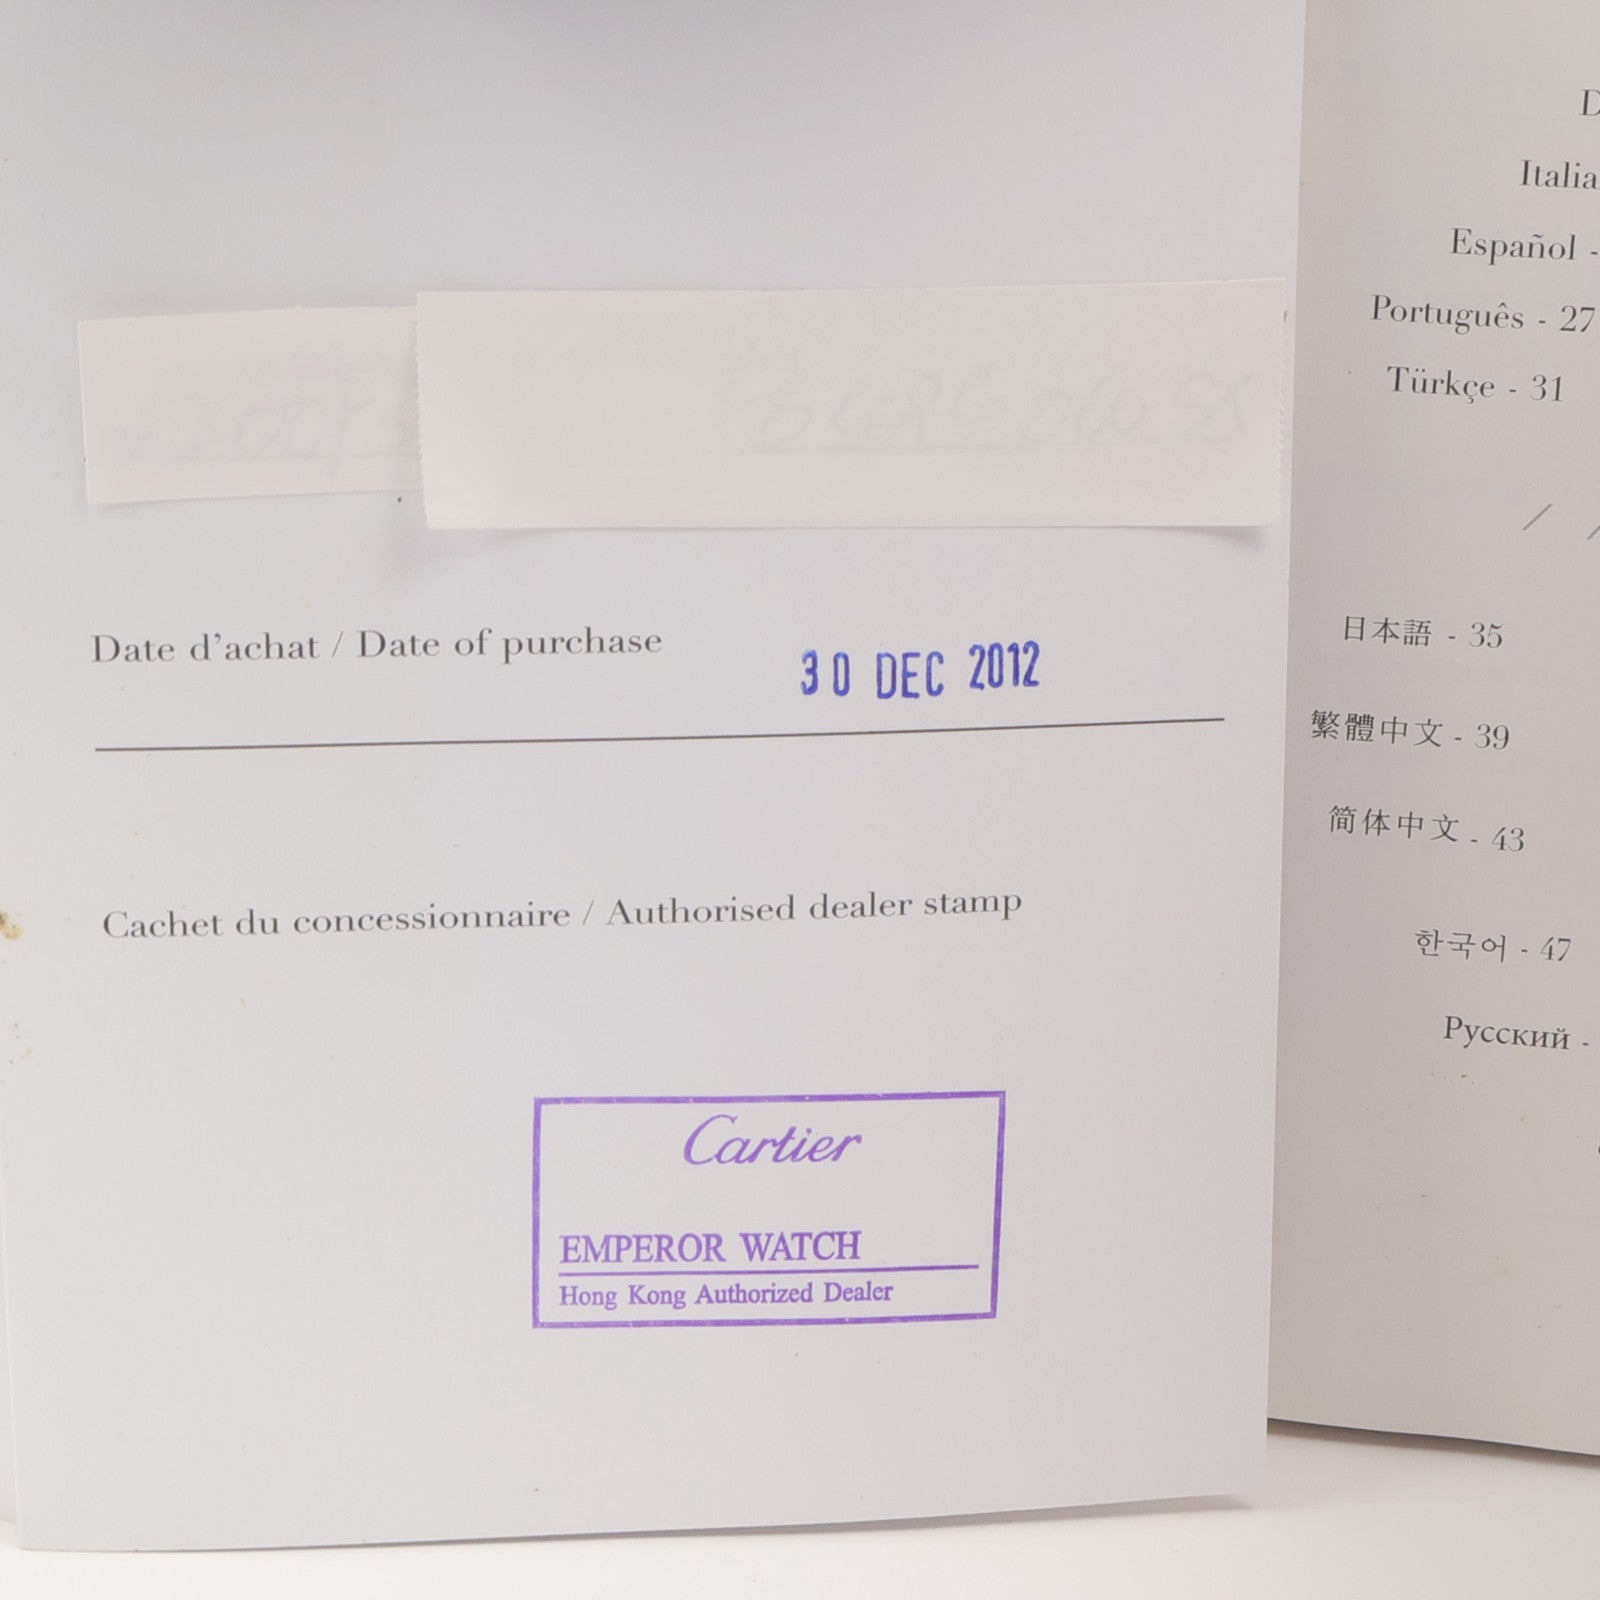 Date d'achat / Date of purchase
30 DEC 2012
Cachet du concessionnaire / Authorised dealer stamp
Cartier
EMPEROR WATCH
Hong Kong Authorized Dealer
Español -
Português - 27
Türkçe - 31
/
日本語 - 35
繁體中文 - 39
简体中文 - 43
한국어 - 47
Русский -